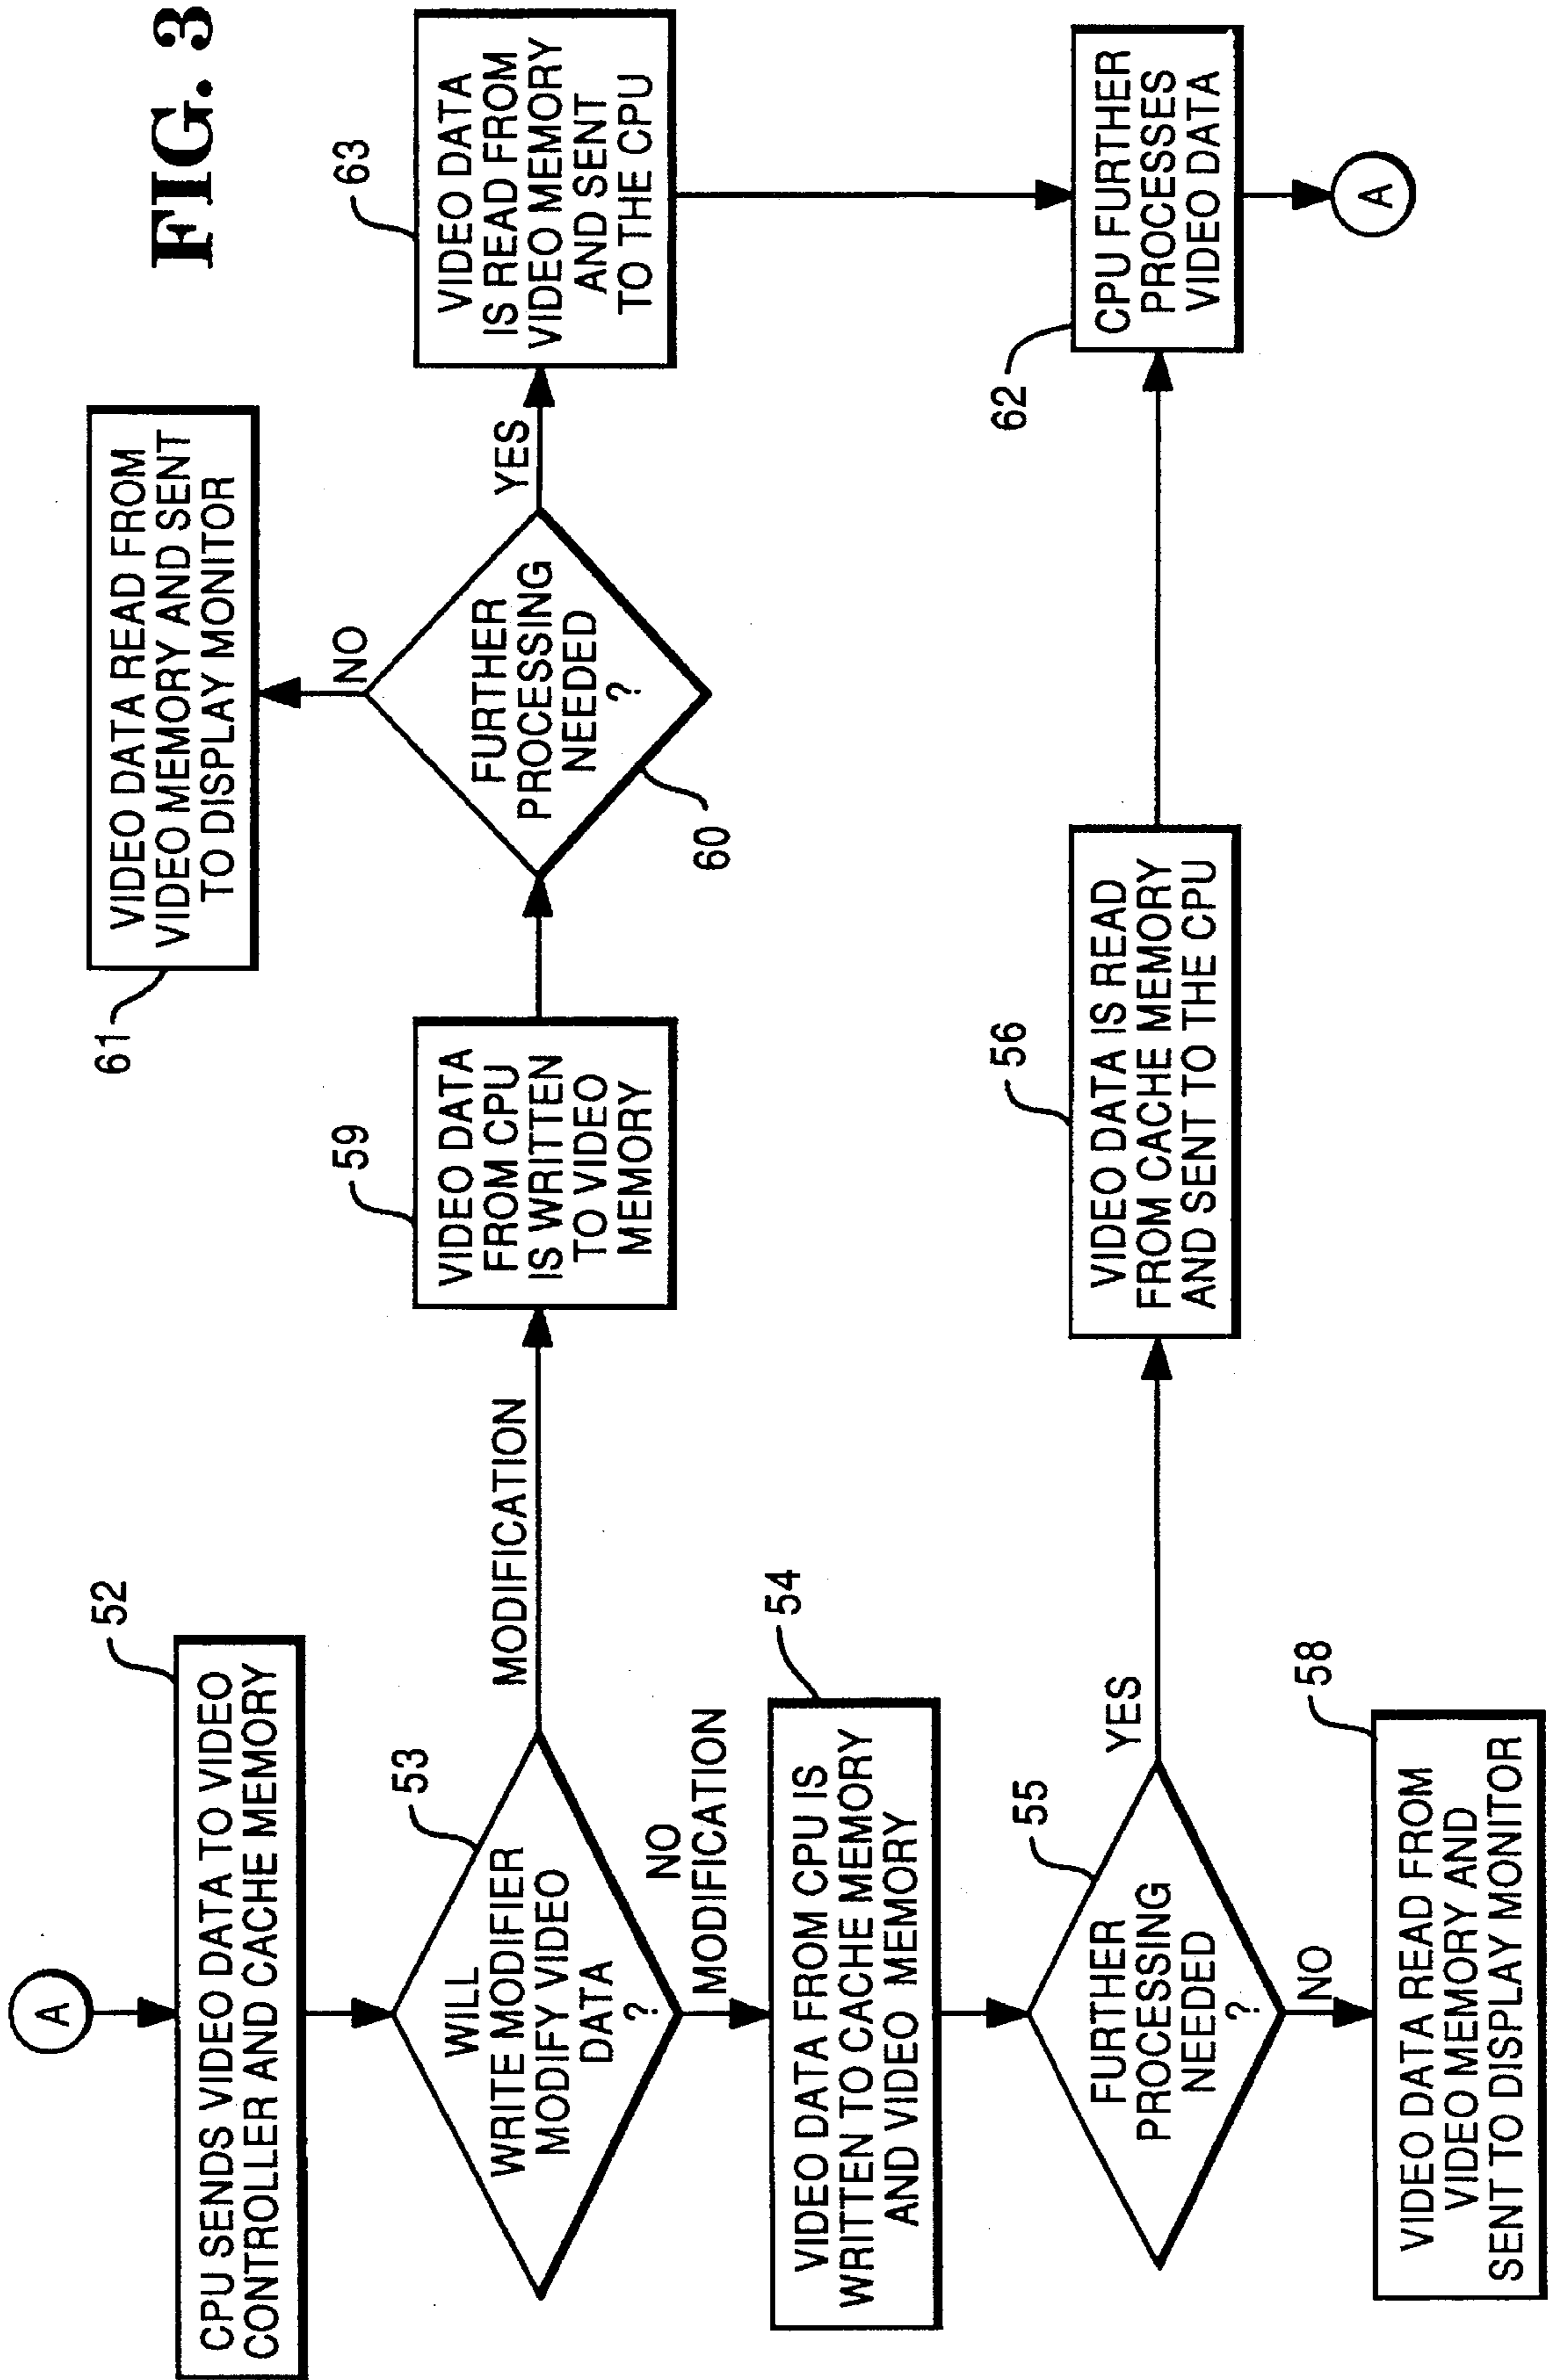 FIG. 3
A
52
CPU SENDS VIDEO DATA TO VIDEO
CONTROLLER AND CACHE MEMORY
53
WILL
WRITE MODIFIER
MODIFY VIDEO
DATA
?
MODIFICATION
NO
MODIFICATION
59
VIDEO DATA
FROM CPU
IS WRITTEN
TO VIDEO
MEMORY
60
FURTHER
PROCESSING
NEEDED
?
NO
YES
61
VIDEO DATA READ FROM
VIDEO MEMORY AND SENT
TO DISPLAY MONITOR
63
VIDEO DATA
IS READ FROM
VIDEO MEMORY
AND SENT
TO THE CPU
54
VIDEO DATA FROM CPU IS
WRITTEN TO CACHE MEMORY
AND VIDEO MEMORY
55
FURTHER
PROCESSING
NEEDED
?
YES
NO
56
VIDEO DATA IS READ
FROM CACHE MEMORY
AND SENT TO THE CPU
62
CPU FURTHER
PROCESSES
VIDEO DATA
A
58
VIDEO DATA READ FROM
VIDEO MEMORY AND
SENT TO DISPLAY MONITOR